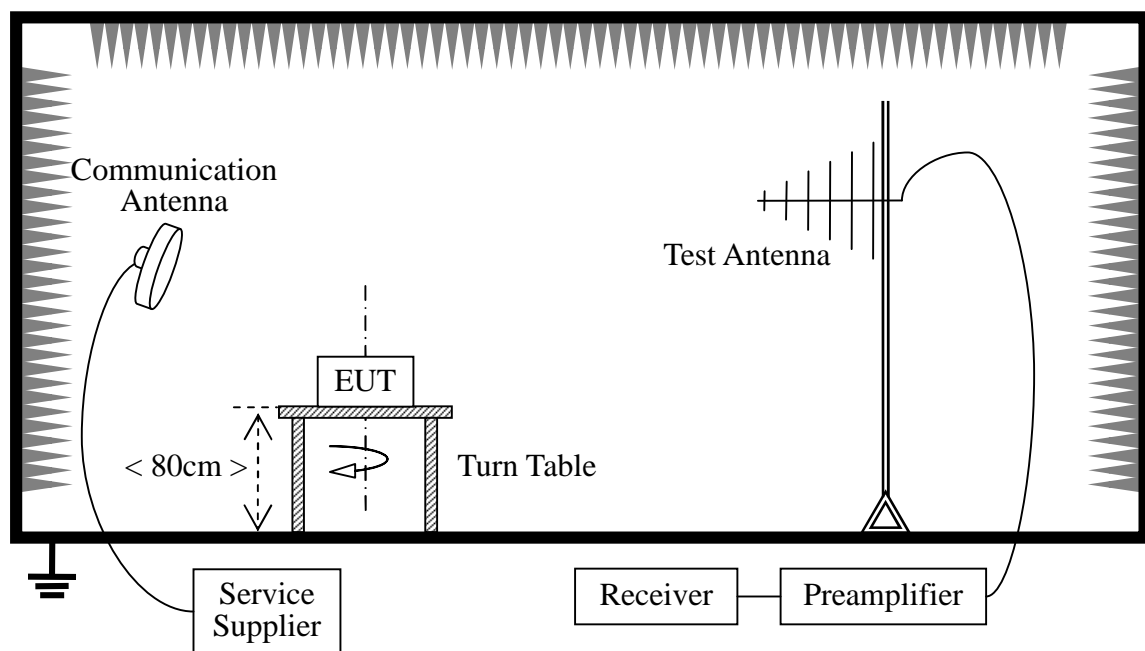 Communication
Antenna
Test Antenna
EUT
< 80cm >
Turn Table
Service
Supplier
Receiver
Preamplifier